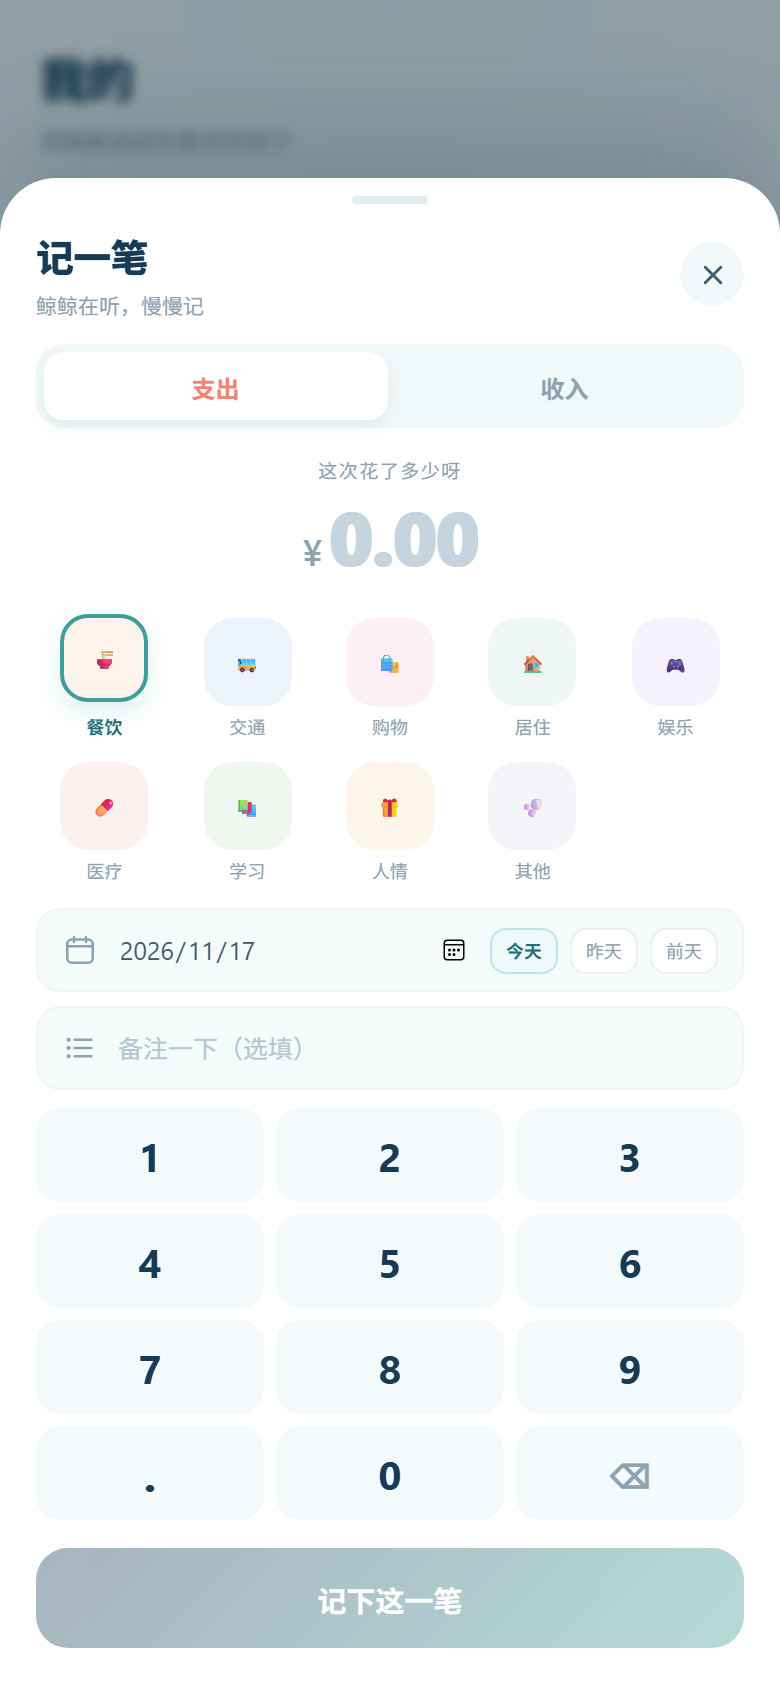 我的
记一笔
鲸鲸在听，慢慢记
支出
收入
这次花了多少呀
¥ 0.00
餐饮
交通
购物
居住
娱乐
医疗
学习
人情
其他
2026/11/17
今天
昨天
前天
备注一下（选填）
1
2
3
4
5
6
7
8
9
.
0
⌫
记下这一笔